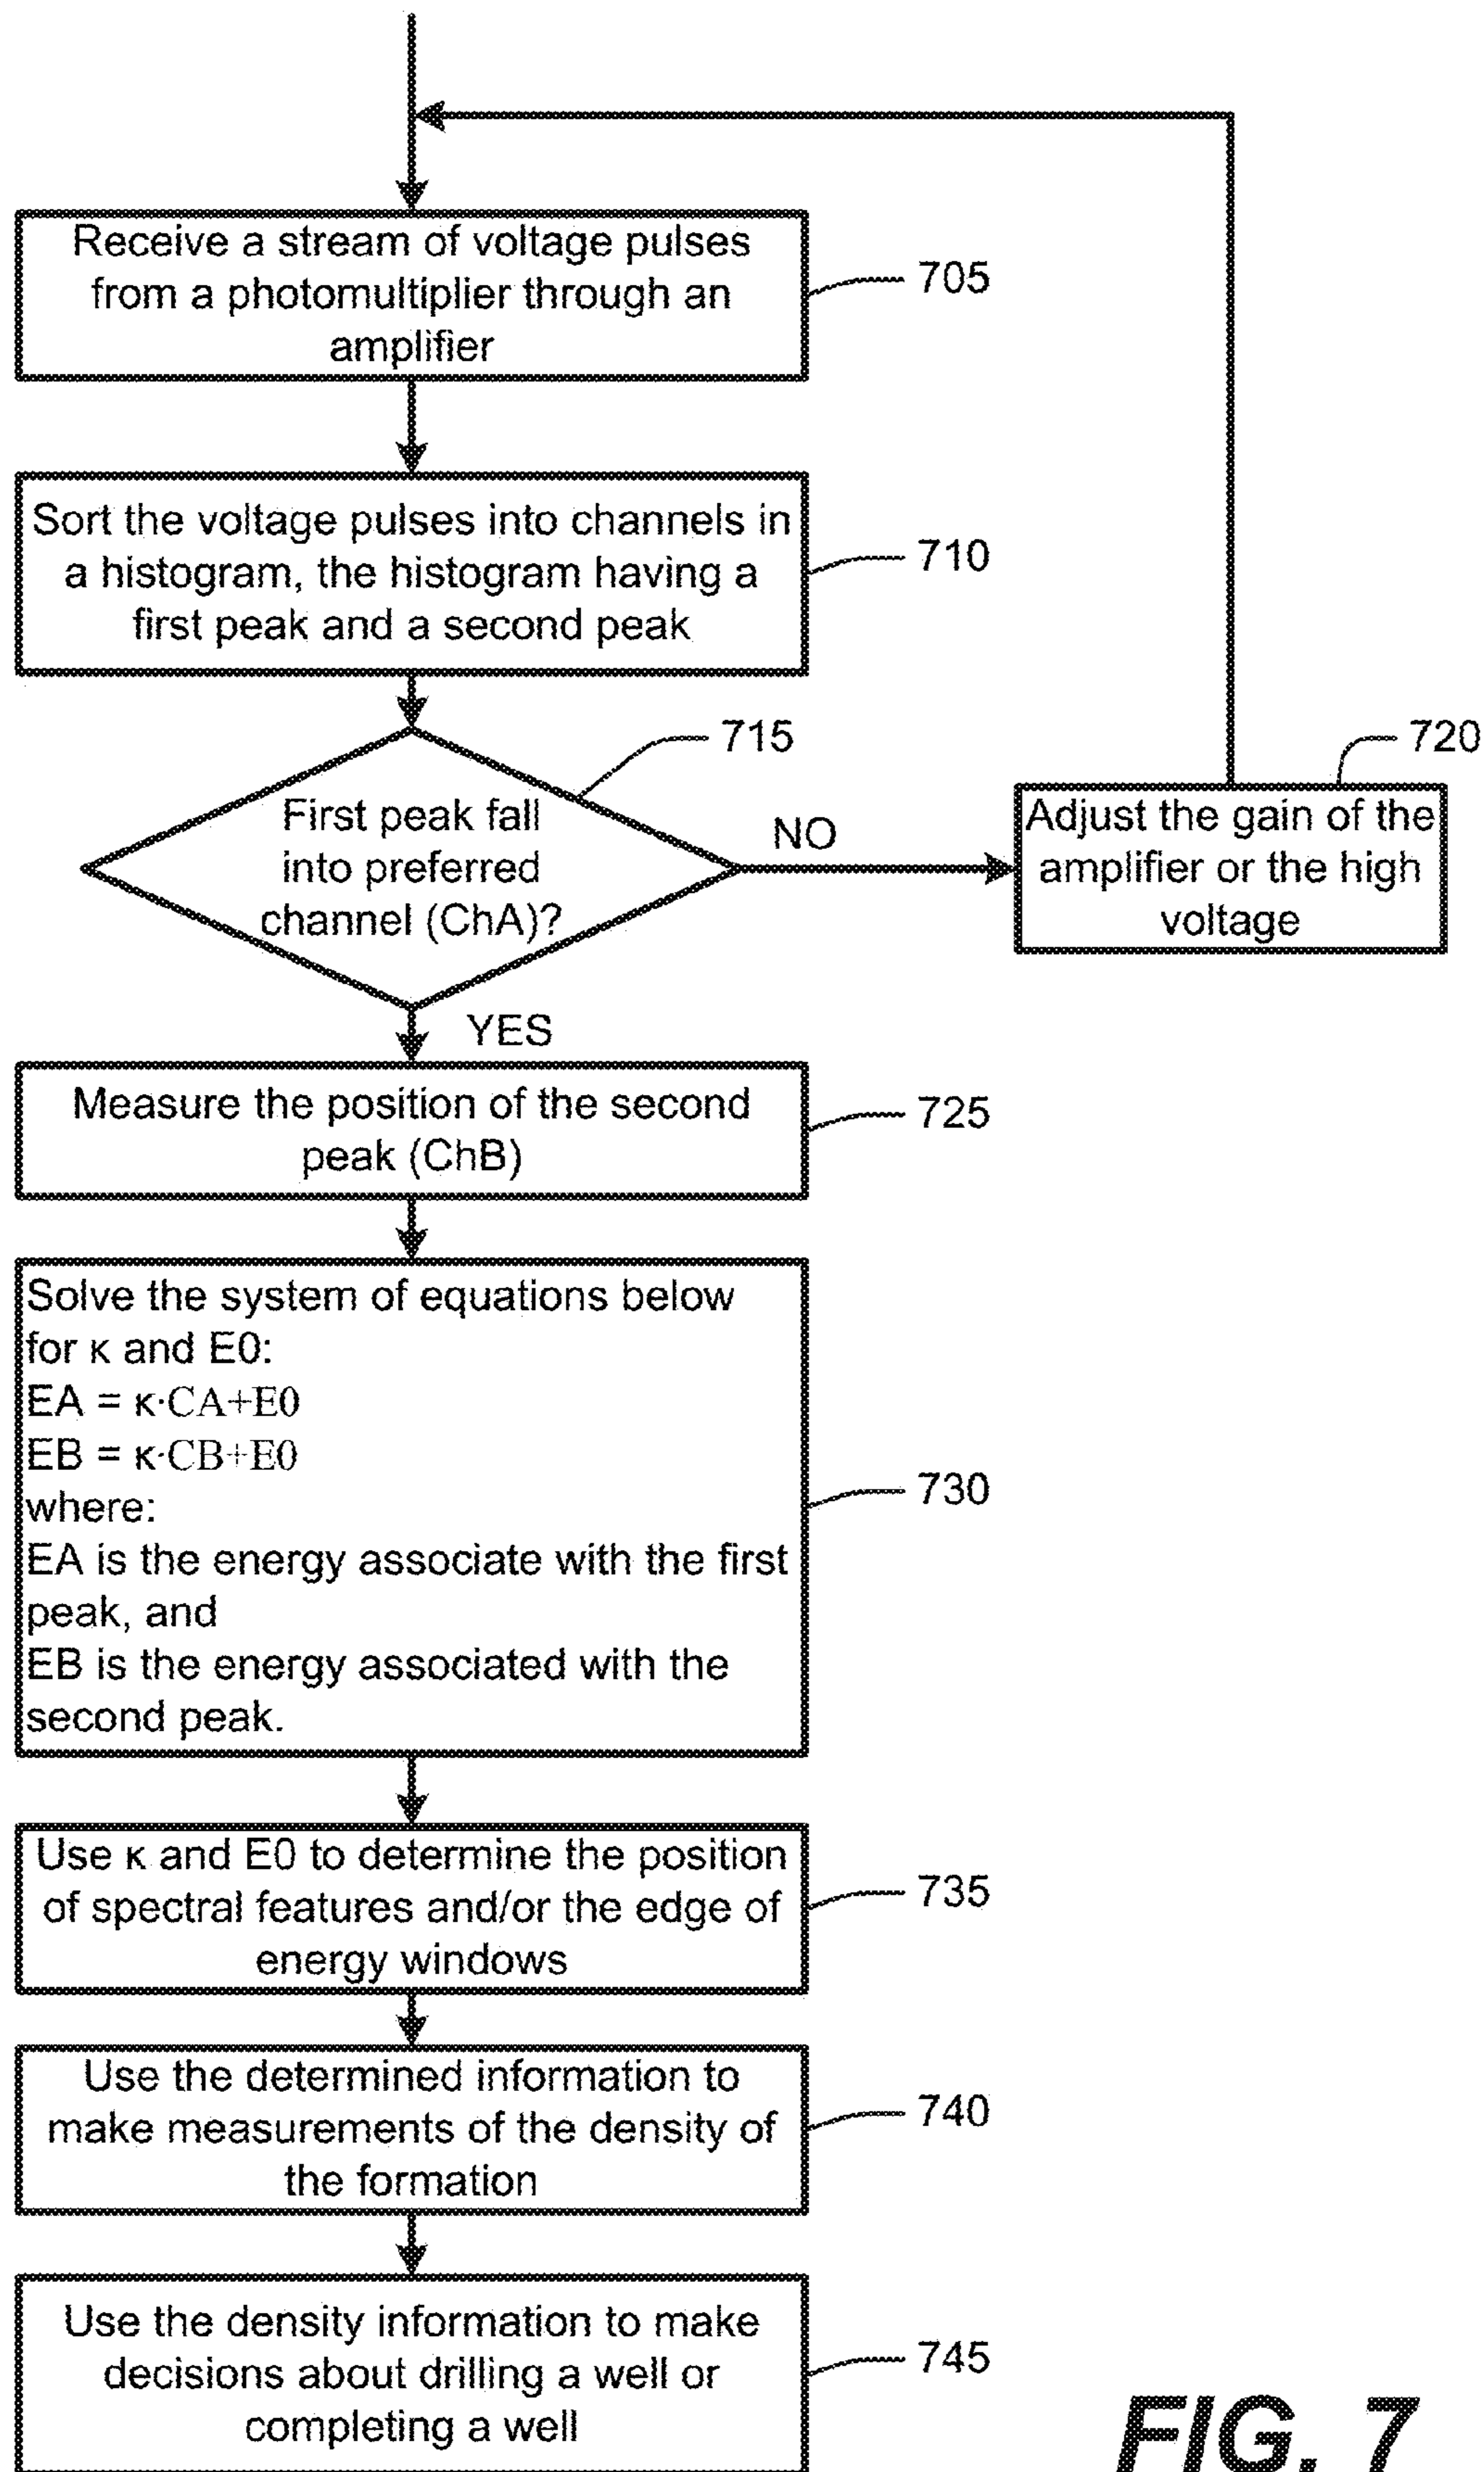 Receive a stream of voltage pulses
from a photomultiplier through an
amplifier
705
Sort the voltage pulses into channels in
a histogram, the histogram having a
first peak and a second peak
710
715
First peak fall
into preferred
channel (ChA)?
NO
720
Adjust the gain of the
amplifier or the high
voltage
YES
Measure the position of the second
peak (ChB)
725
Solve the system of equations below
for κ and E0:
EA = κ·CA+E0
EB = κ·CB+E0
where:
EA is the energy associate with the first
peak, and
EB is the energy associated with the
second peak.
730
Use κ and E0 to determine the position
of spectral features and/or the edge of
energy windows
735
Use the determined information to
make measurements of the density of
the formation
740
Use the density information to make
decisions about drilling a well or
completing a well
745
FIG. 7